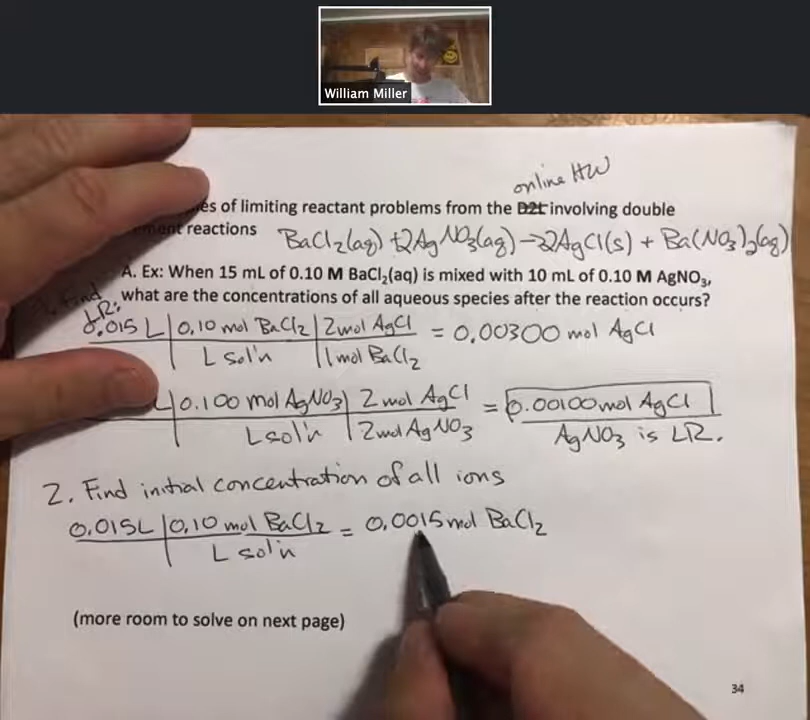 William Miller
online HW
es of limiting reactant problems from the D2L involving double
ment reactions BaCl₂(aq) + 2AgNO₃(aq) → 2AgCl(s) + Ba(NO₃)₂(aq)
A. Ex: When 15 mL of 0.10 M BaCl₂(aq) is mixed with 10 mL of 0.10 M AgNO₃,
1. Find what are the concentrations of all aqueous species after the reaction occurs?
LR:
0.015 L | 0.10 mol BaCl₂ | 2 mol AgCl = 0.00300 mol AgCl
L sol'n | 1 mol BaCl₂
L | 0.100 mol AgNO₃ | 2 mol AgCl = 0.00100 mol AgCl
L sol'n | 2 mol AgNO₃ AgNO₃ is LR.
2. Find initial concentration of all ions
0.015L | 0.10 mol BaCl₂ = 0.0015 mol BaCl₂
L sol'n
(more room to solve on next page)
34